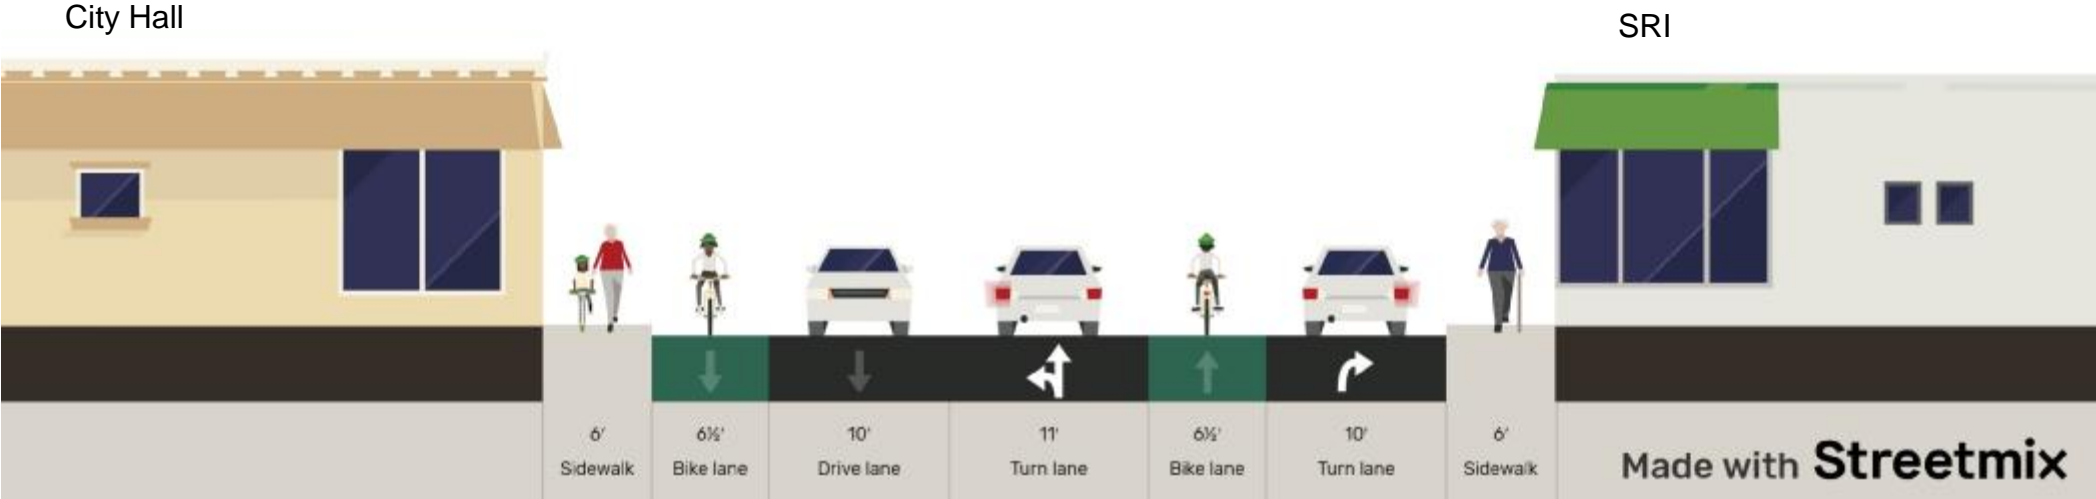 City Hall
SRI
6' 6½' 10' 11' 6½' 10' 6'
Sidewalk Bike lane Drive lane Turn lane Bike lane Turn lane Sidewalk
Made with Streetmix